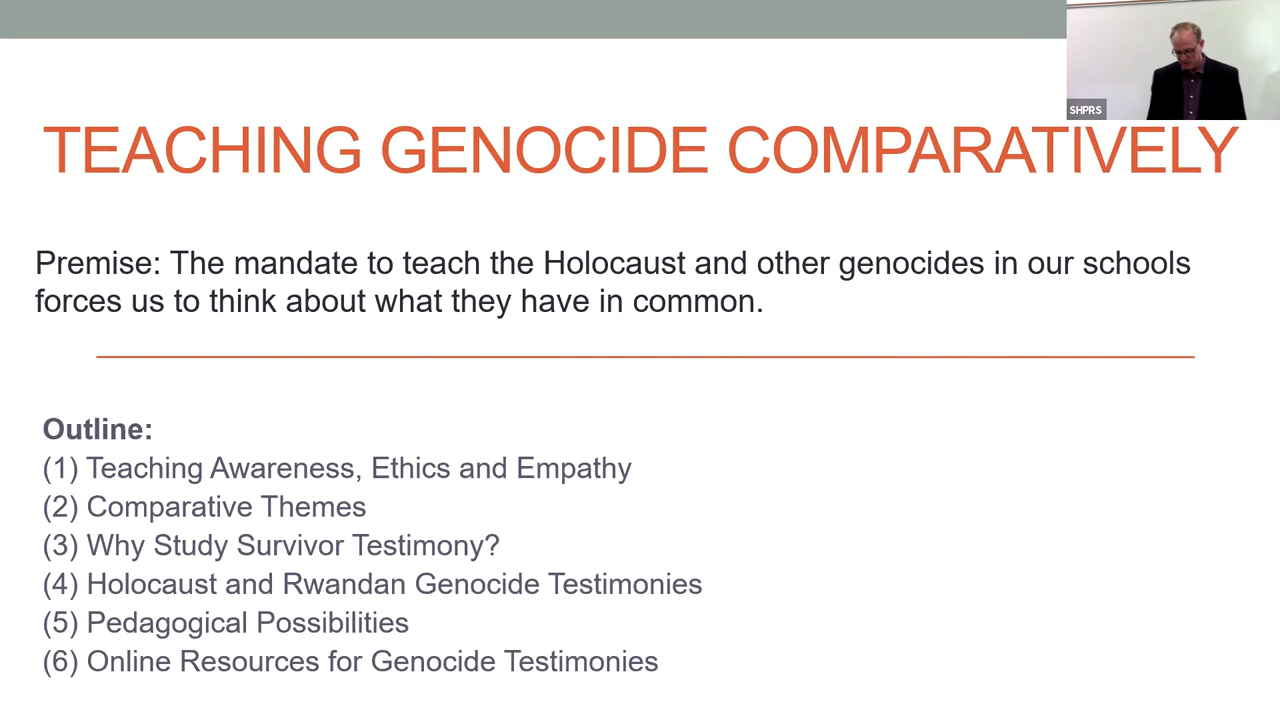 SHPRS
TEACHING GENOCIDE COMPARATIVELY
Premise: The mandate to teach the Holocaust and other genocides in our schools
forces us to think about what they have in common.
Outline:
(1) Teaching Awareness, Ethics and Empathy
(2) Comparative Themes
(3) Why Study Survivor Testimony?
(4) Holocaust and Rwandan Genocide Testimonies
(5) Pedagogical Possibilities
(6) Online Resources for Genocide Testimonies